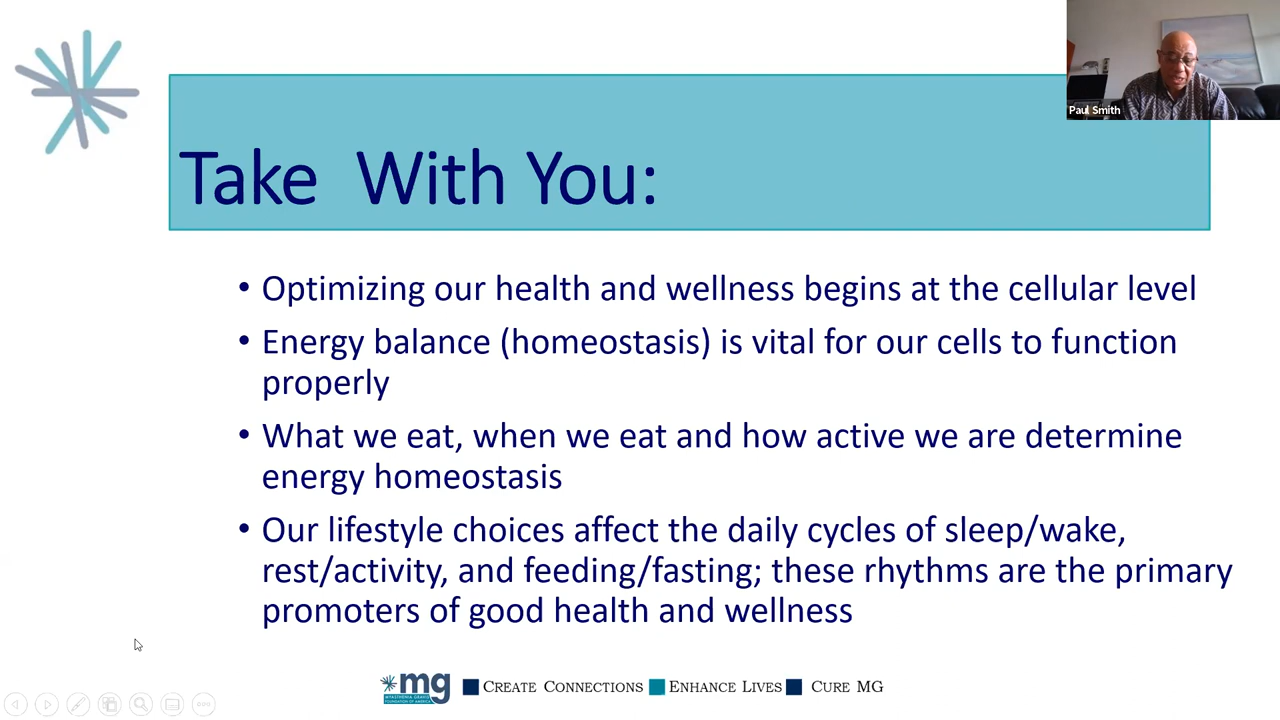 Paul Smith
Take  With You:
• Optimizing our health and wellness begins at the cellular level
• Energy balance (homeostasis) is vital for our cells to function
properly
• What we eat, when we eat and how active we are determine
energy homeostasis
• Our lifestyle choices affect the daily cycles of sleep/wake,
rest/activity, and feeding/fasting; these rhythms are the primary
promoters of good health and wellness
mg
MYASTHENIA GRAVIS
FOUNDATION OF AMERICA
CREATE CONNECTIONS ENHANCE LIVES CURE MG